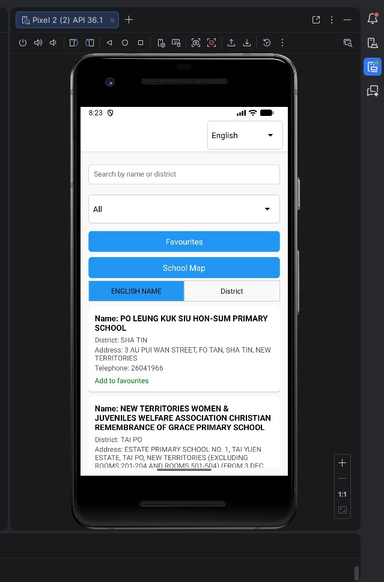 Pixel 2 (2) API 36.1
8:23
English
Search by name or district
All
Favourites
School Map
ENGLISH NAME District
Name: PO LEUNG KUK SIU HON-SUM PRIMARY
SCHOOL
District: SHA TIN
Address: 3 AU PUI WAN STREET, FO TAN, SHA TIN, NEW
TERRITORIES
Telephone: 26041966
Add to favourites
Name: NEW TERRITORIES WOMEN &
JUVENILES WELFARE ASSOCIATION CHRISTIAN
REMEMBRANCE OF GRACE PRIMARY SCHOOL
District: TAI PO
Address: ESTATE PRIMARY SCHOOL NO. 1, TAI YUEN
ESTATE, TAI PO, NEW TERRITORIES (EXCLUDING
ROOMS 201-204 AND ROOMS 501-504) (FROM 3 DEC
1:1